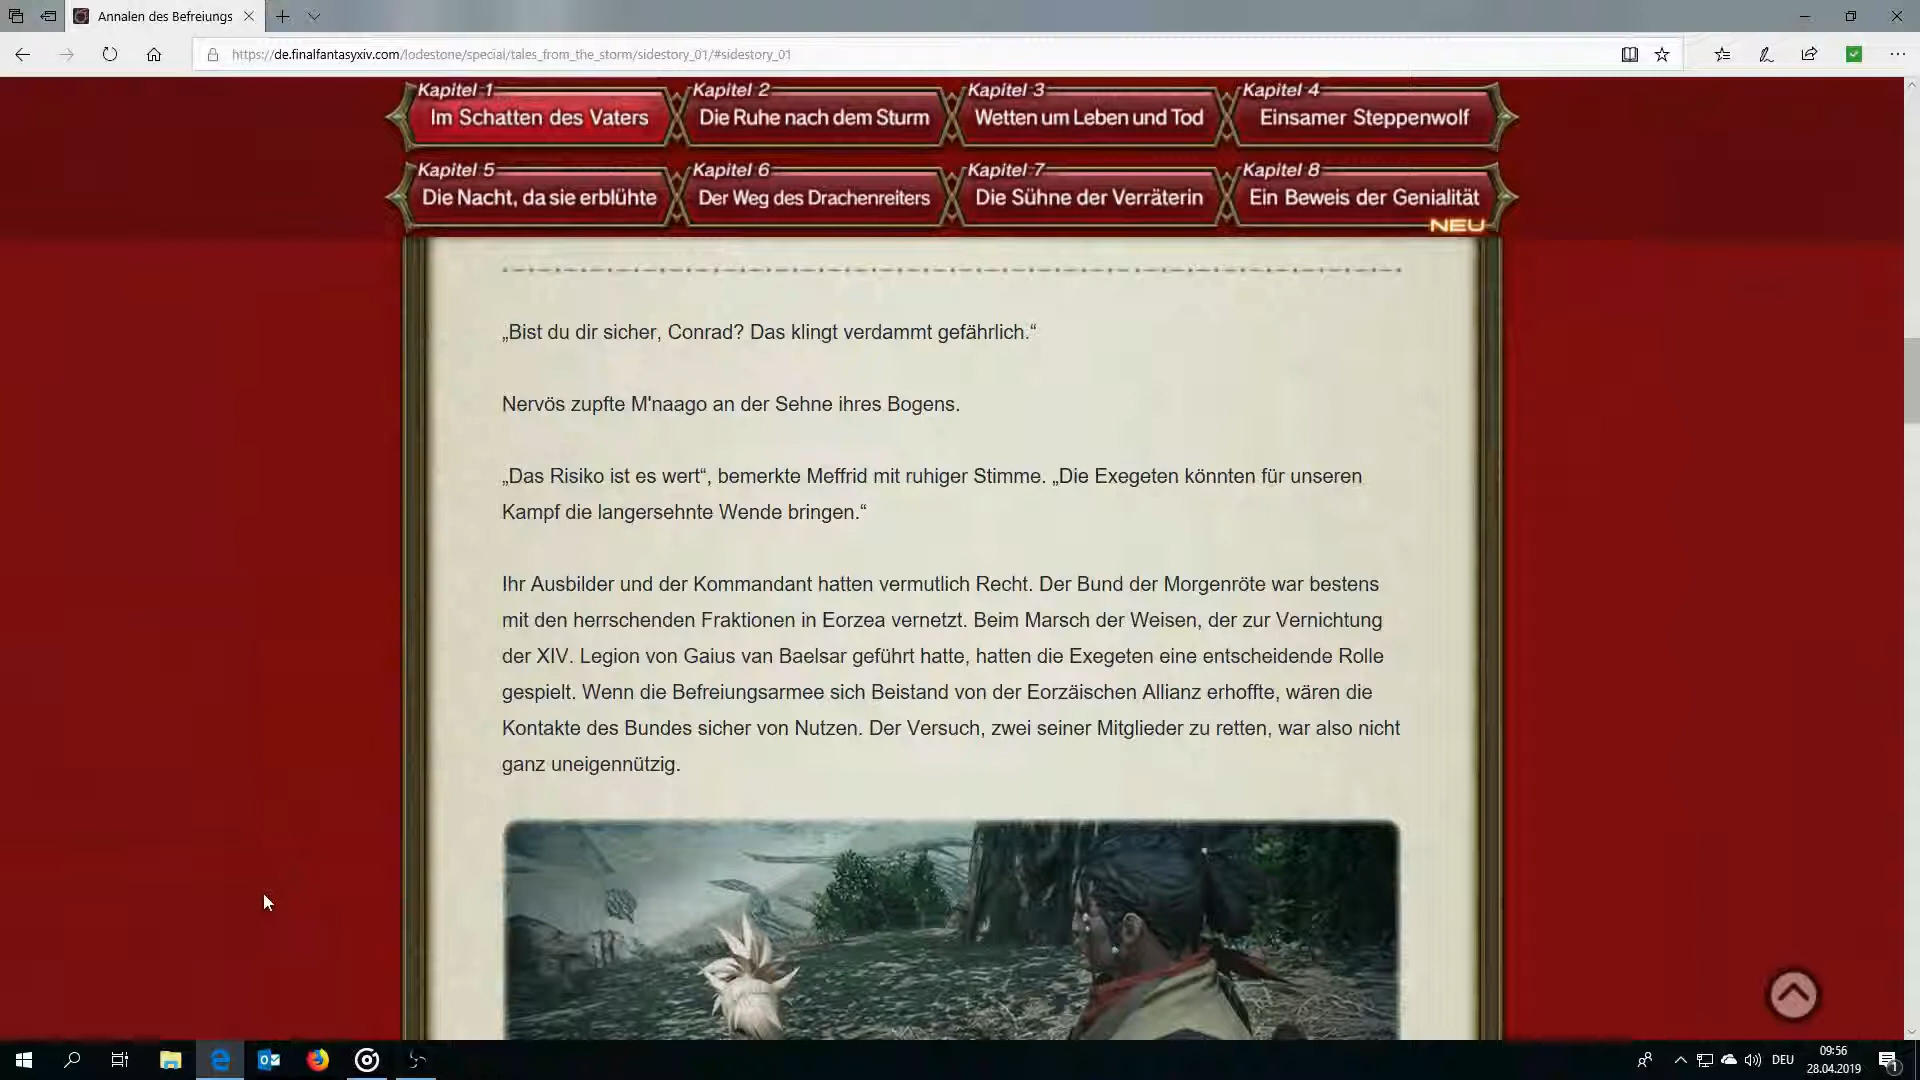 Annalen des Befreiungs
https://de.finalfantasyxiv.com/lodestone/special/tales_from_the_storm/sidestory_01/#sidestory_01
Kapitel 1
Im Schatten des Vaters
Kapitel 2
Die Ruhe nach dem Sturm
Kapitel 3
Wetten um Leben und Tod
Kapitel 4
Einsamer Steppenwolf
Kapitel 5
Die Nacht, da sie erblühte
Kapitel 6
Der Weg des Drachenreiters
Kapitel 7
Die Sühne der Verräterin
Kapitel 8
Ein Beweis der Genialität
NEU
„Bist du dir sicher, Conrad? Das klingt verdammt gefährlich.“
Nervös zupfte M'naago an der Sehne ihres Bogens.
„Das Risiko ist es wert“, bemerkte Meffrid mit ruhiger Stimme. „Die Exegeten könnten für unseren
Kampf die langersehnte Wende bringen.“
Ihr Ausbilder und der Kommandant hatten vermutlich Recht. Der Bund der Morgenröte war bestens
mit den herrschenden Fraktionen in Eorzea vernetzt. Beim Marsch der Weisen, der zur Vernichtung
der XIV. Legion von Gaius van Baelsar geführt hatte, hatten die Exegeten eine entscheidende Rolle
gespielt. Wenn die Befreiungsarmee sich Beistand von der Eorzäischen Allianz erhoffte, wären die
Kontakte des Bundes sicher von Nutzen. Der Versuch, zwei seiner Mitglieder zu retten, war also nicht
ganz uneigennützig.
DEU
09:56
28.04.2019
1